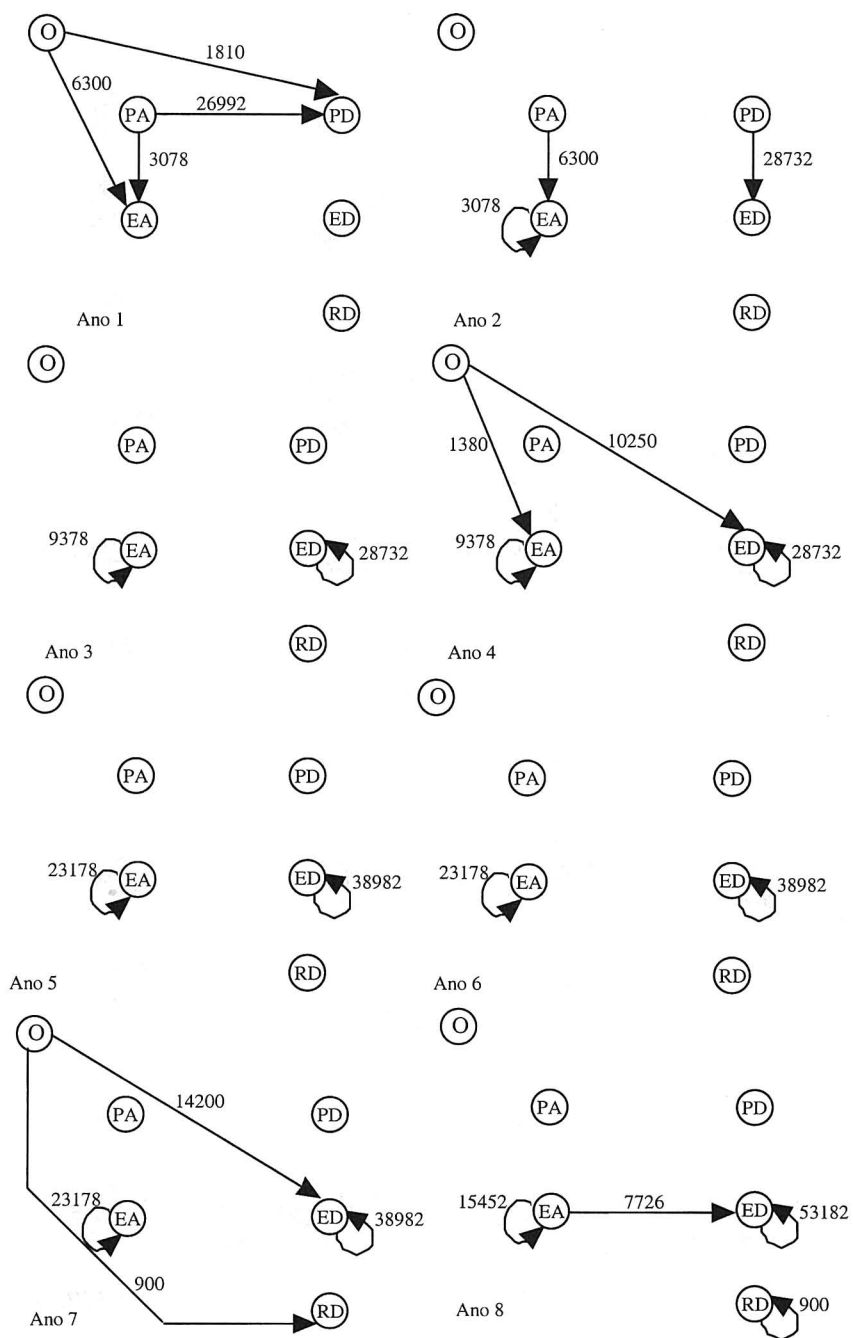 O
1810
6300
PA
26992
PD
3078
EA
ED
RD
Ano 1
O
PA
PD
6300
28732
3078
EA
ED
RD
Ano 2
O
PA
PD
9378
EA
ED
28732
RD
Ano 3
O
1380
PA
10250
PD
9378
EA
ED
28732
RD
Ano 4
O
PA
PD
23178
EA
ED
38982
RD
Ano 5
O
PA
PD
23178
EA
ED
38982
RD
Ano 6
O
PA
14200
PD
23178
EA
ED
38982
900
RD
Ano 7
O
PA
PD
15452
EA
7726
ED
53182
RD
900
Ano 8